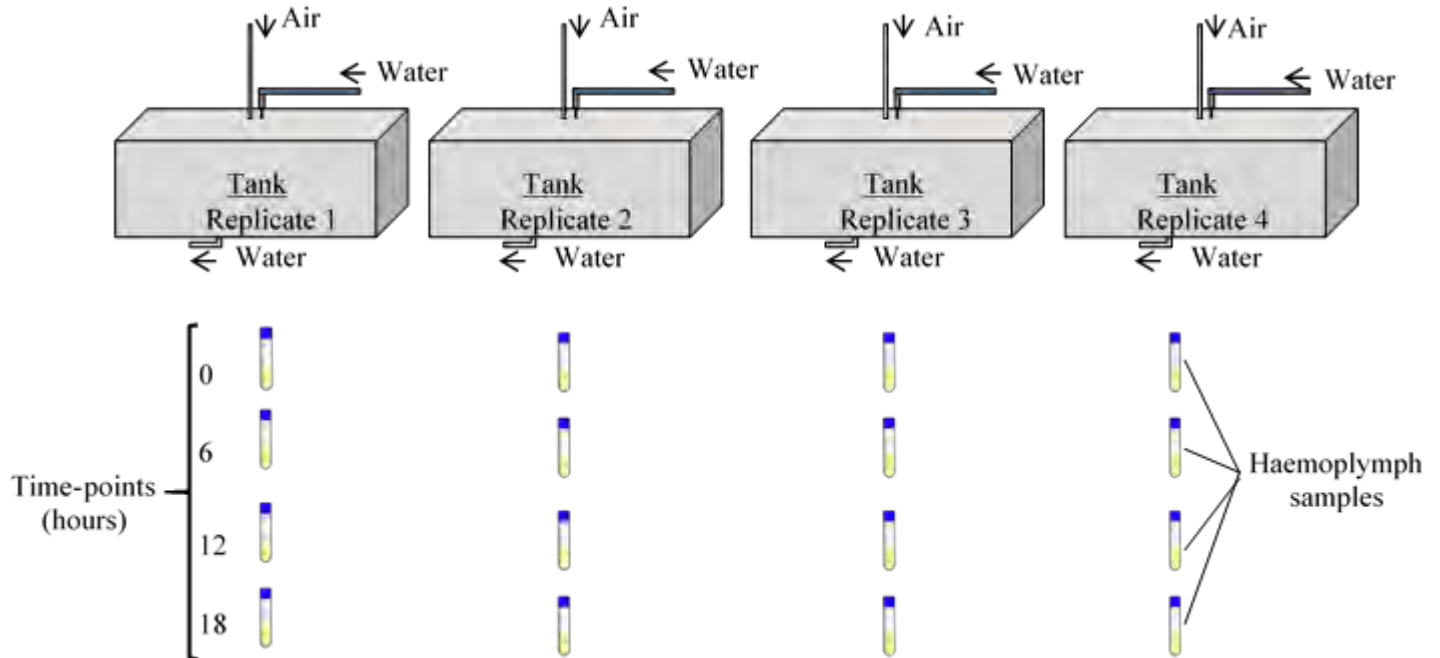 Air
Water
Tank
Replicate 1
Water
Air
Water
Tank
Replicate 2
Water
Air
Water
Tank
Replicate 3
Water
Air
Water
Tank
Replicate 4
Water
Time-points
(hours)
0
6
12
18
Haemoplymph
samples